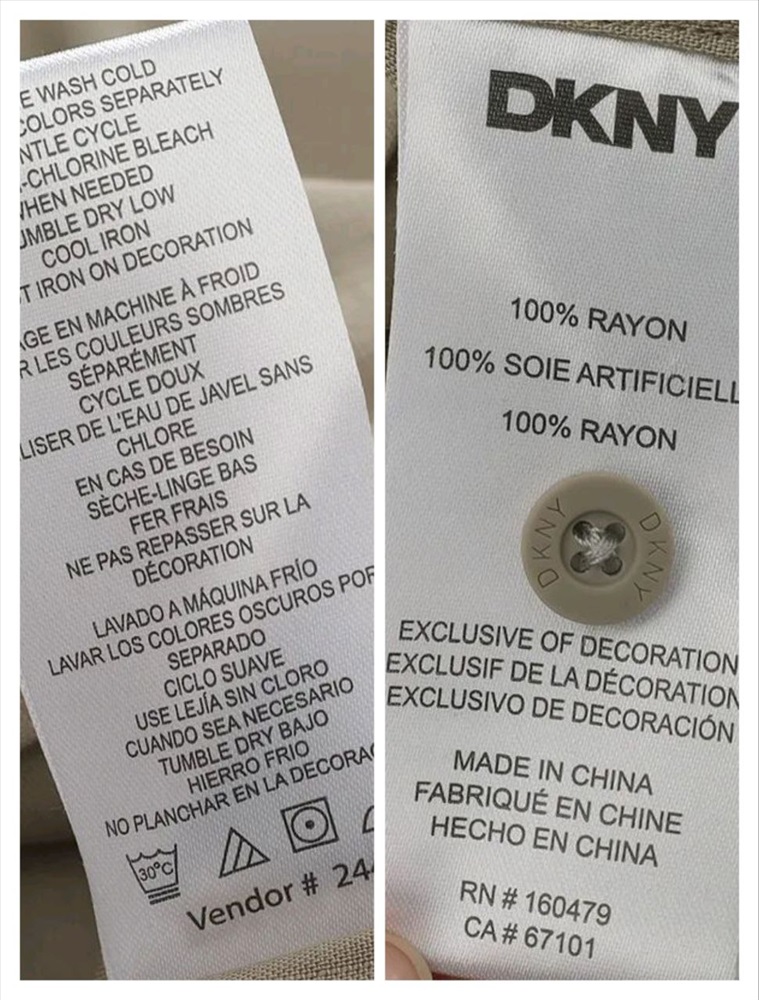 E WASH COLD
COLORS SEPARATELY
NTLE CYCLE
-CHLORINE BLEACH
WHEN NEEDED
UMBLE DRY LOW
COOL IRON
T IRON ON DECORATION
GE EN MACHINE À FROID
R LES COULEURS SOMBRES
SÉPARÉMENT
CYCLE DOUX
LISER DE L'EAU DE JAVEL SANS
CHLORE
EN CAS DE BESOIN
SÈCHE-LINGE BAS
FER FRAIS
NE PAS REPASSER SUR LA
DÉCORATION
LAVADO A MÁQUINA FRÍO
LAVAR LOS COLORES OSCUROS POR
SEPARADO
CICLO SUAVE
USE LEJÍA SIN CLORO
CUANDO SEA NECESARIO
TUMBLE DRY BAJO
HIERRO FRIO
NO PLANCHAR EN LA DECORA
30°C
Vendor # 24
DKNY
100% RAYON
100% SOIE ARTIFICIELL
100% RAYON
DKNY DKNY
EXCLUSIVE OF DECORATION
EXCLUSIF DE LA DÉCORATION
EXCLUSIVO DE DECORACIÓN
MADE IN CHINA
FABRIQUÉ EN CHINE
HECHO EN CHINA
RN # 160479
CA # 67101